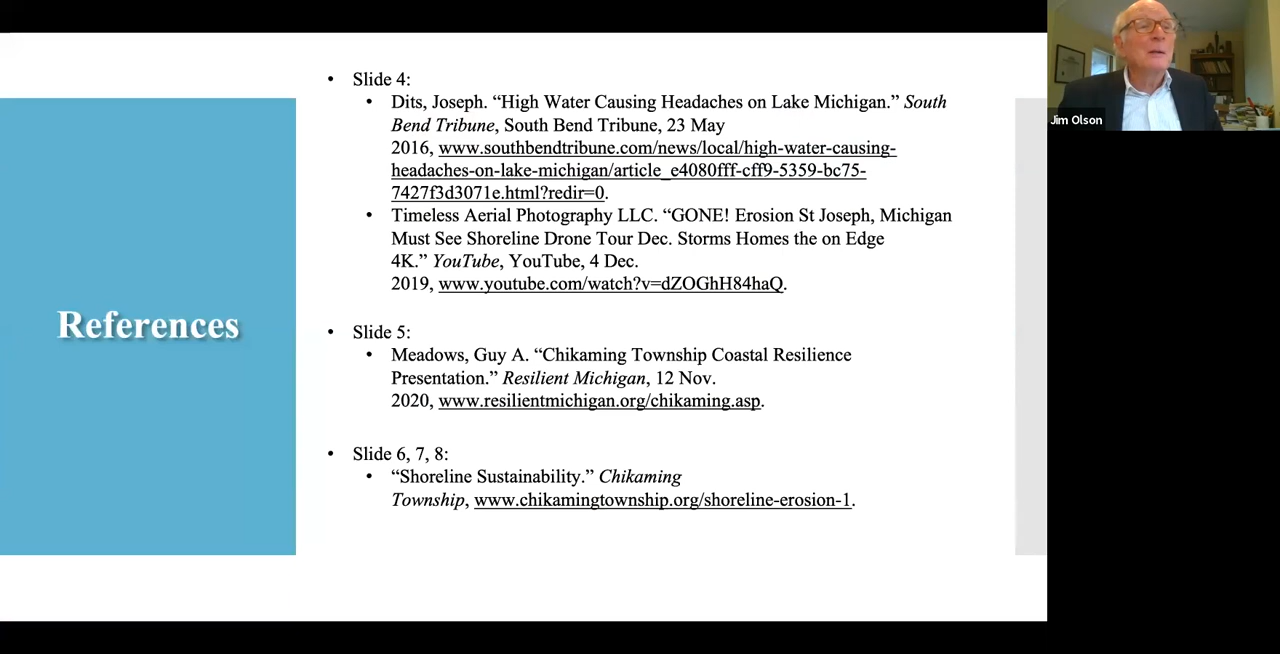 References
• Slide 4:
• Dits, Joseph. “High Water Causing Headaches on Lake Michigan.” South
Bend Tribune, South Bend Tribune, 23 May
2016, www.southbendtribune.com/news/local/high-water-causing-
headaches-on-lake-michigan/article_e4080fff-cff9-5359-bc75-
7427f3d3071e.html?redir=0.
• Timeless Aerial Photography LLC. “GONE! Erosion St Joseph, Michigan
Must See Shoreline Drone Tour Dec. Storms Homes the on Edge
4K.” YouTube, YouTube, 4 Dec.
2019, www.youtube.com/watch?v=dZOGhH84haQ.
• Slide 5:
• Meadows, Guy A. “Chikaming Township Coastal Resilience
Presentation.” Resilient Michigan, 12 Nov.
2020, www.resilientmichigan.org/chikaming.asp.
• Slide 6, 7, 8:
• “Shoreline Sustainability.” Chikaming
Township, www.chikamingtownship.org/shoreline-erosion-1.
Jim Olson